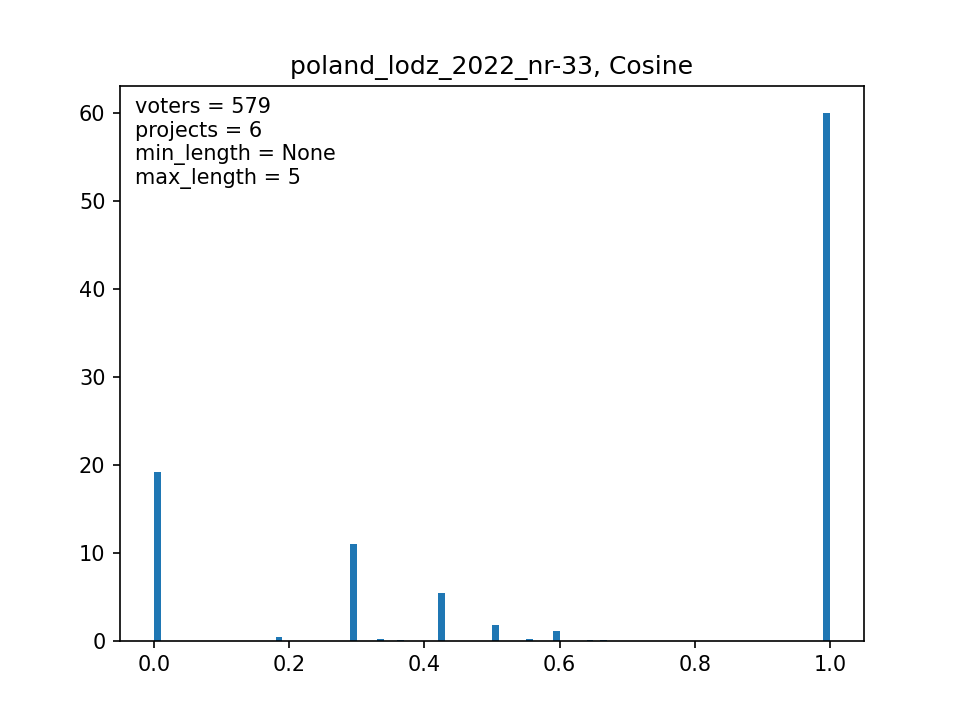 poland_lodz_2022_nr-33, Cosine
voters = 579
projects = 6
min_length = None
max_length = 5
60
50
40
30
20
10
0
0.0 0.2 0.4 0.6 0.8 1.0